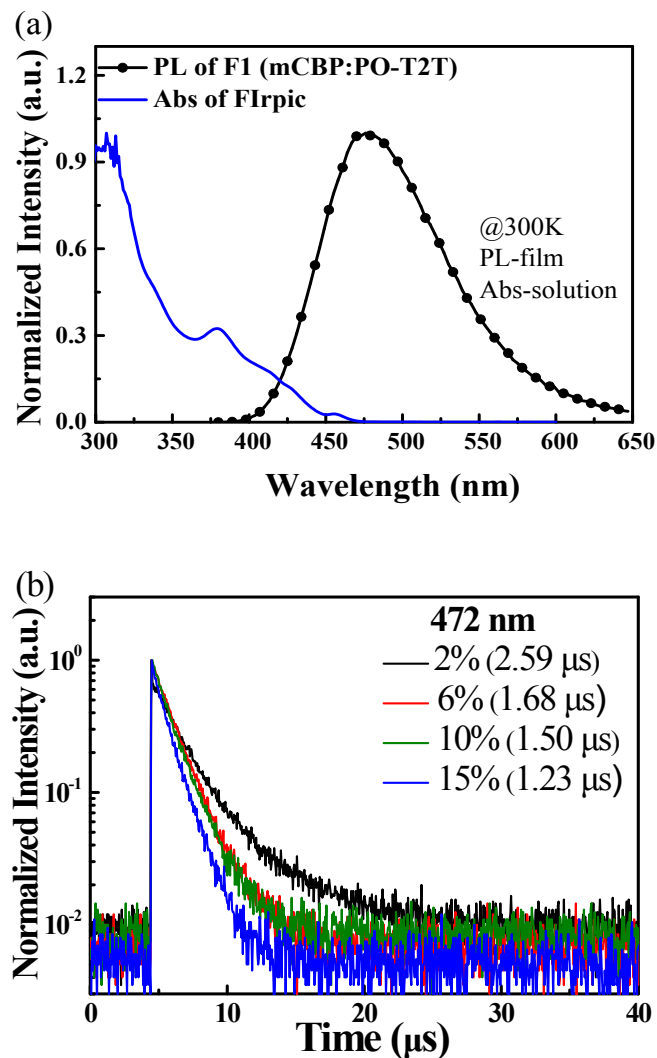 (a)
PL of F1 (mCBP:PO-T2T)
Abs of FIrpic
@300K
PL-film
Abs-solution
Normalized Intensity (a.u.)
1.2
0.9
0.6
0.3
0.0
300 350 400 450 500 550 600 650
Wavelength (nm)
(b)
472 nm
2% (2.59 μs)
6% (1.68 μs)
10% (1.50 μs)
15% (1.23 μs)
Normalized Intensity (a.u.)
10⁰
10⁻¹
10⁻²
0 10 20 30 40
Time (μs)